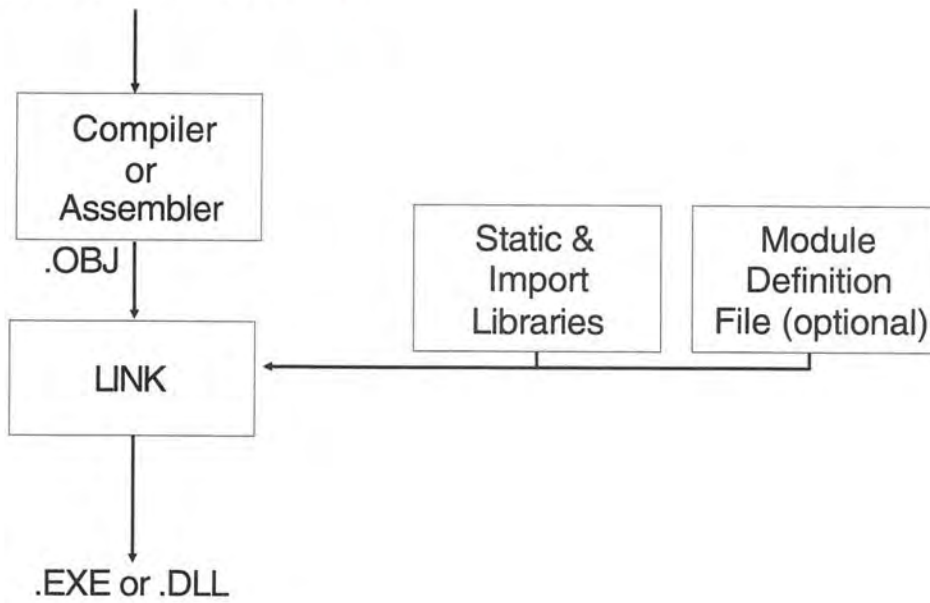 Compiler
or
Assembler
.OBJ
Static &
Import
Libraries
Module
Definition
File (optional)
LINK
.EXE or .DLL